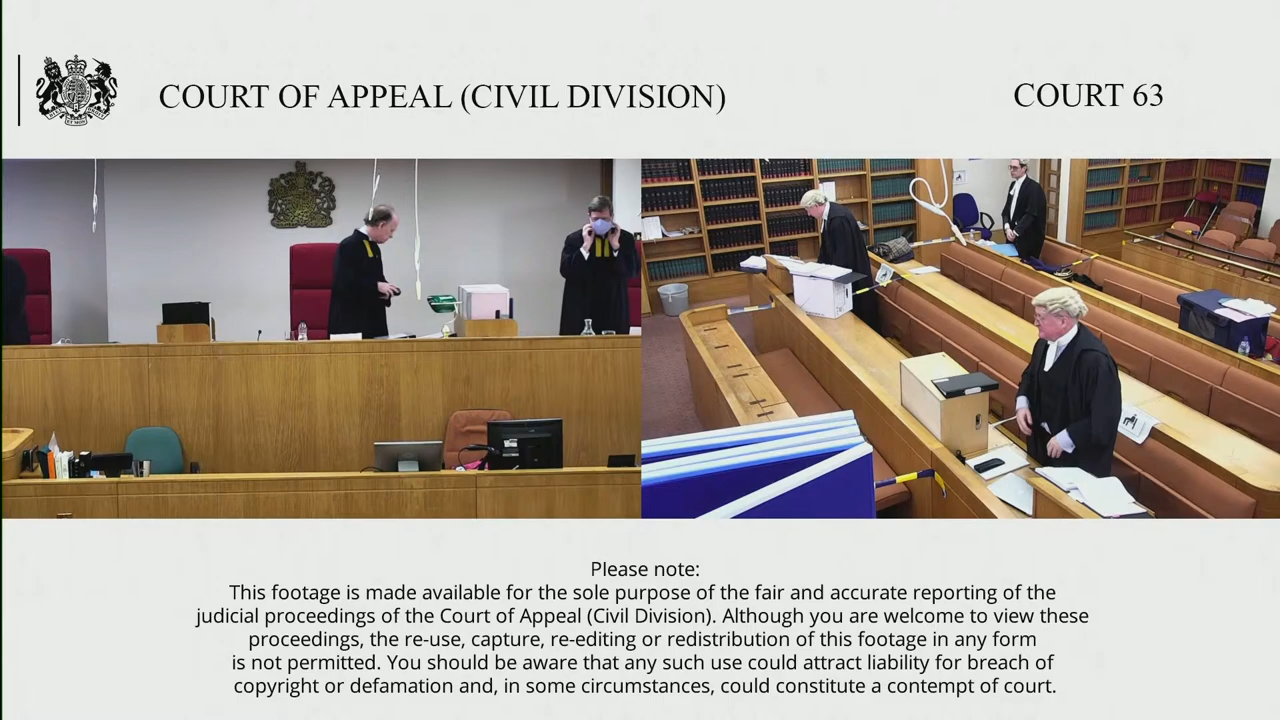 COURT OF APPEAL (CIVIL DIVISION)
COURT 63
Please note:
This footage is made available for the sole purpose of the fair and accurate reporting of the
judicial proceedings of the Court of Appeal (Civil Division). Although you are welcome to view these
proceedings, the re-use, capture, re-editing or redistribution of this footage in any form
is not permitted. You should be aware that any such use could attract liability for breach of
copyright or defamation and, in some circumstances, could constitute a contempt of court.